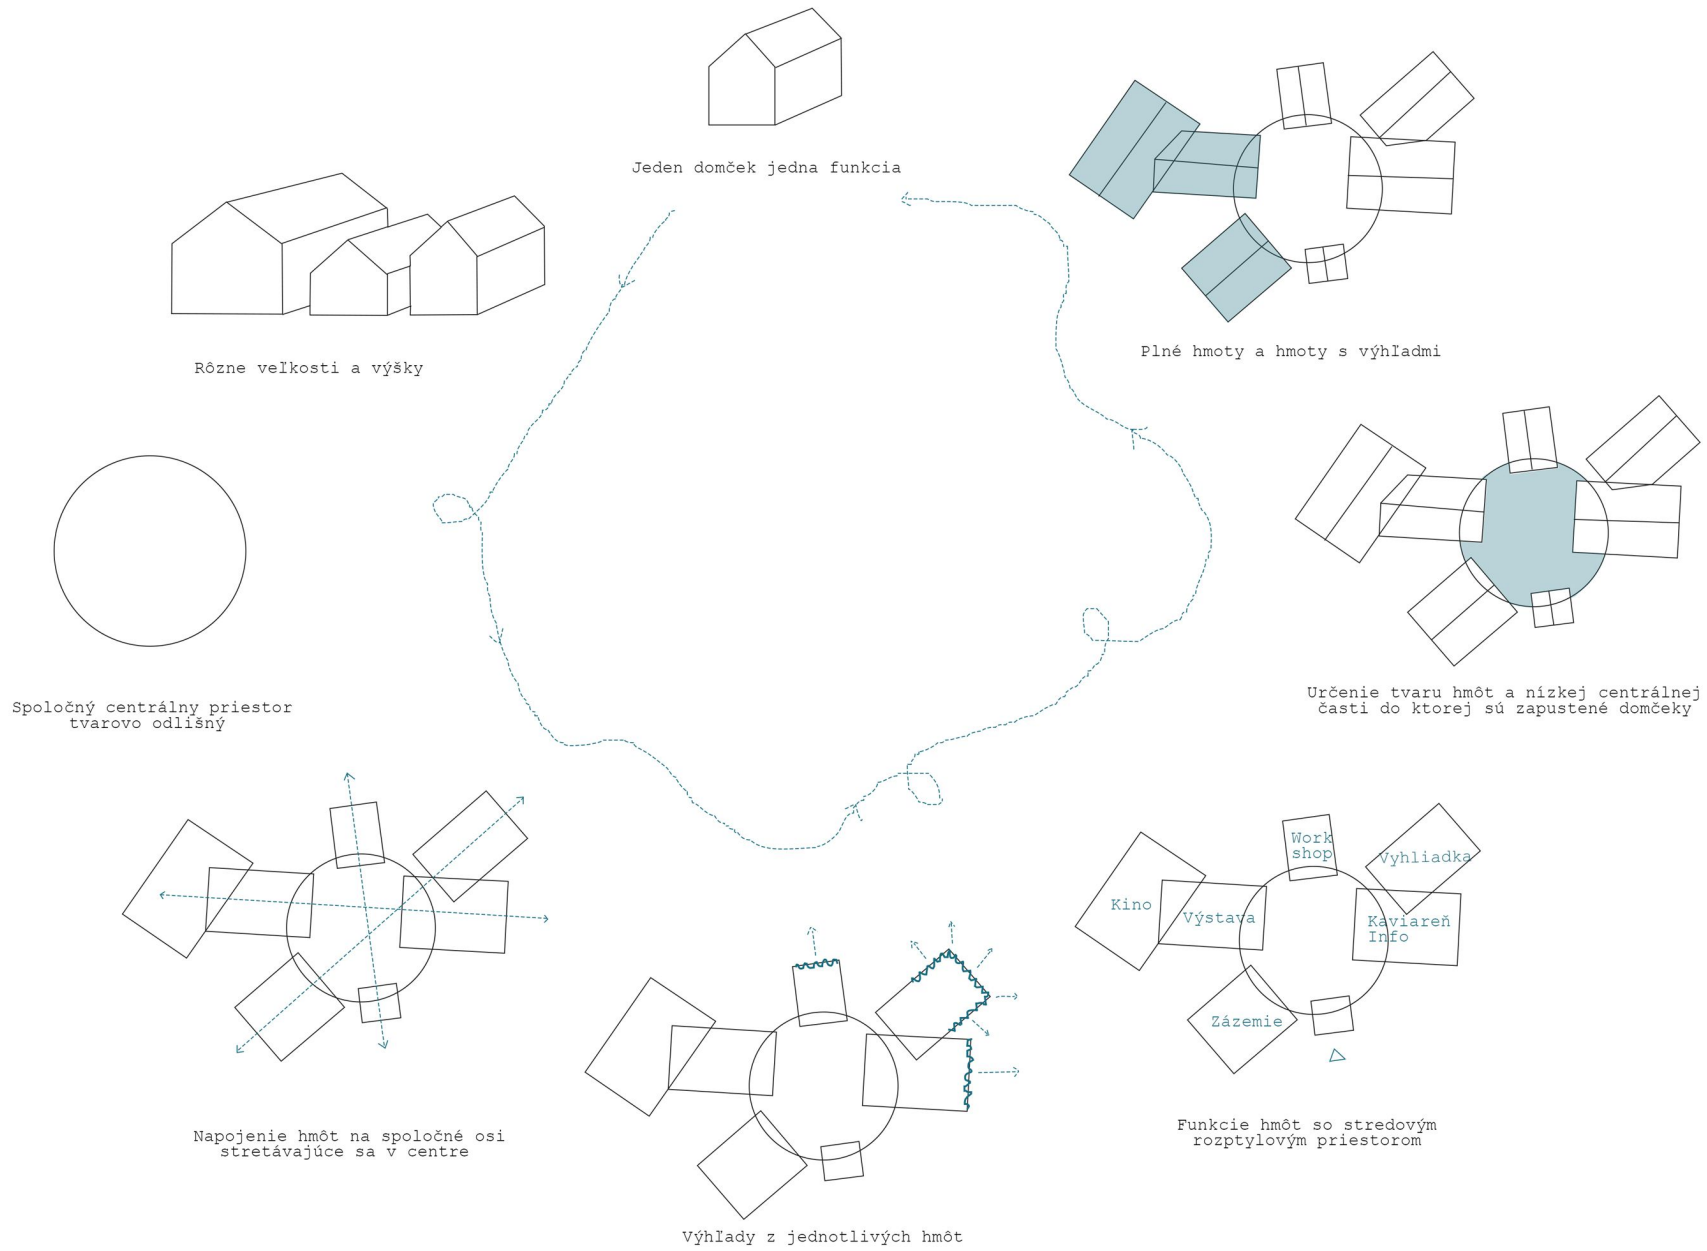 Jeden domček jedna funkcia
Rôzne veľkosti a výšky
Spoločný centrálny priestor
tvarovo odlišný
Napojenie hmôt na spoločné osi
stretávajúce sa v centre
Výhľady z jednotlivých hmôt
Work
shop
Vyhliadka
Kino
Výstava
Kaviareň
Info
Zázemie
Funkcie hmôt so stredovým
rozptylovým priestorom
Určenie tvaru hmôt a nízkej centrálnej
časti do ktorej sú zapustené domčeky
Plné hmoty a hmoty s výhľadmi